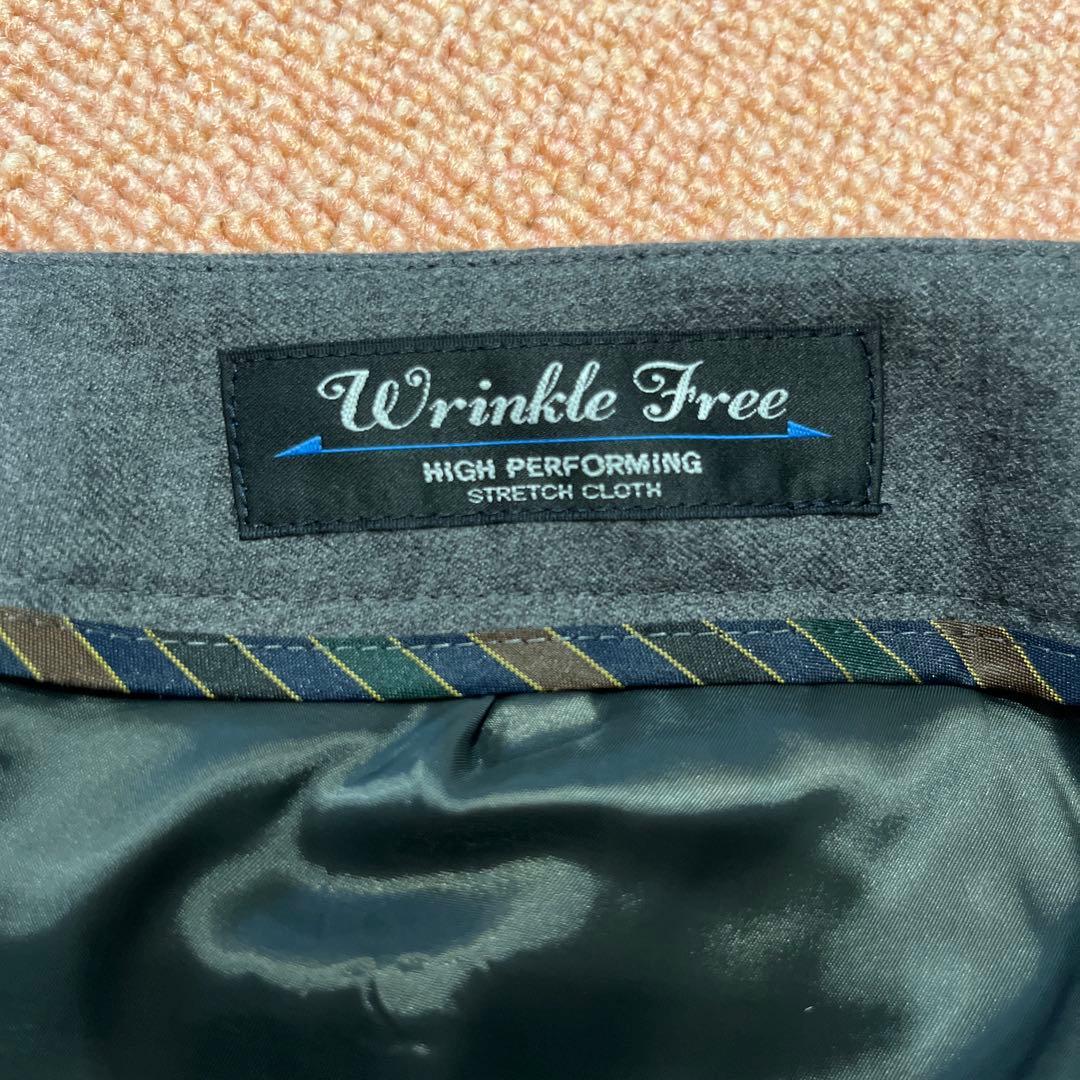 Wrinkle Free
HIGH PERFORMING
STRETCH CLOTH